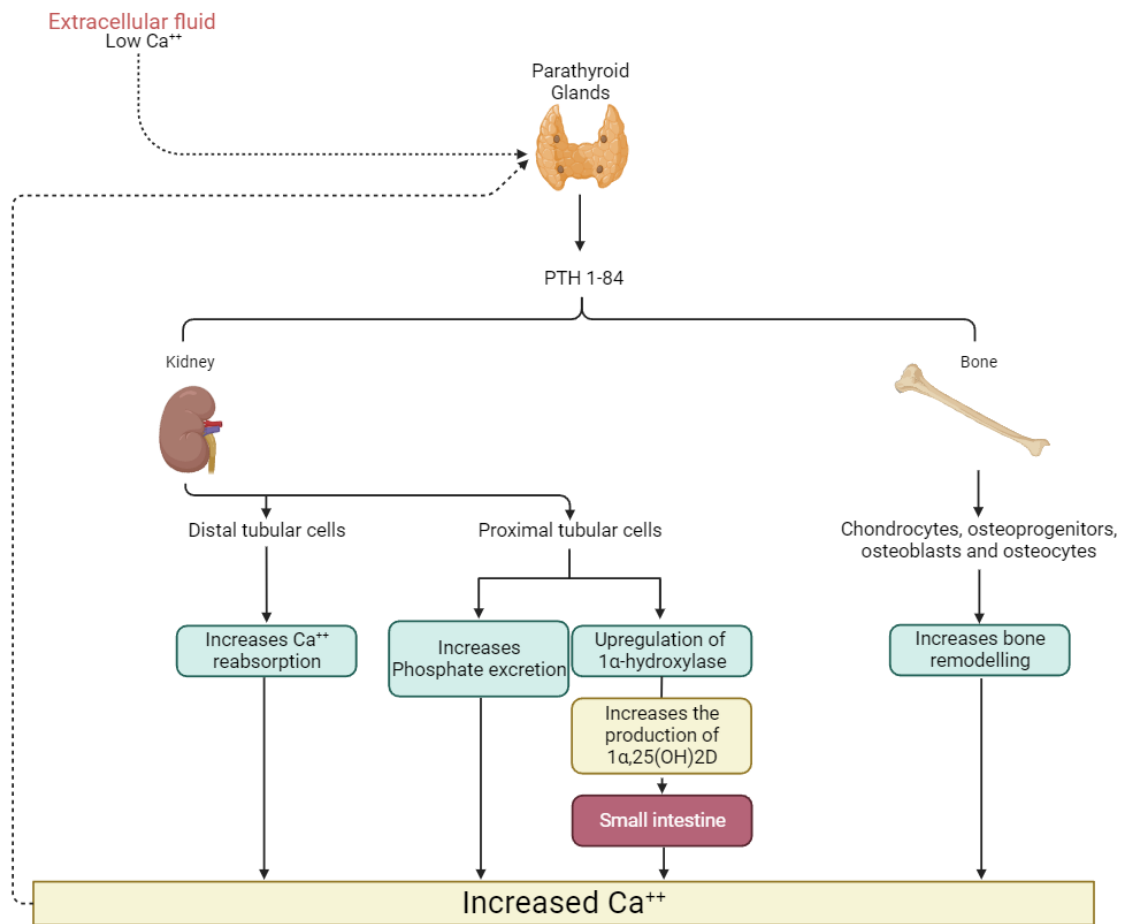 Extracellular fluid
Low Ca⁺⁺
Parathyroid
Glands
PTH 1-84
Kidney
Bone
Distal tubular cells
Proximal tubular cells
Chondrocytes, osteoprogenitors,
osteoblasts and osteocytes
Increases Ca⁺⁺
reabsorption
Increases
Phosphate excretion
Upregulation of
1α-hydroxylase
Increases bone
remodelling
Increases the
production of
1α,25(OH)2D
Small intestine
Increased Ca⁺⁺